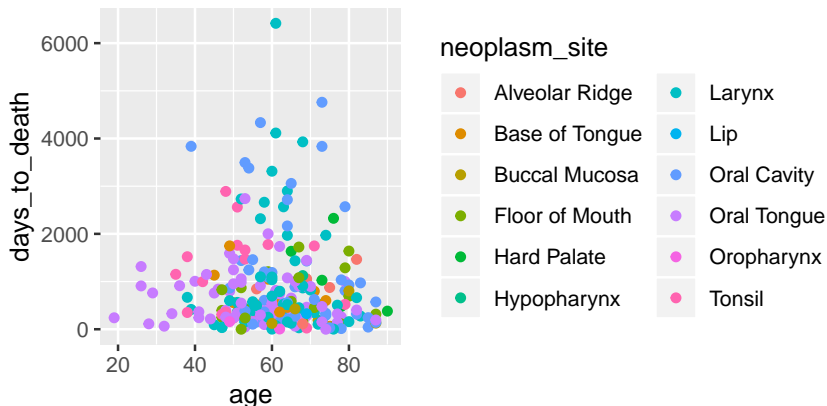 days_to_death
6000
4000
2000
0
20 40 60 80
age
neoplasm_site
Alveolar Ridge
Base of Tongue
Buccal Mucosa
Floor of Mouth
Hard Palate
Hypopharynx
Larynx
Lip
Oral Cavity
Oral Tongue
Oropharynx
Tonsil